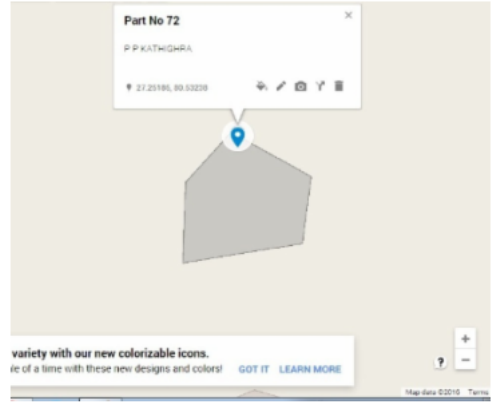 Part No 72
P P KATHIGHRA
27.25186, 80.53238
variety with our new colorizable icons.
of a time with these new designs and colors! GOT IT LEARN MORE
+
?
−
Map data ©2016 Terms